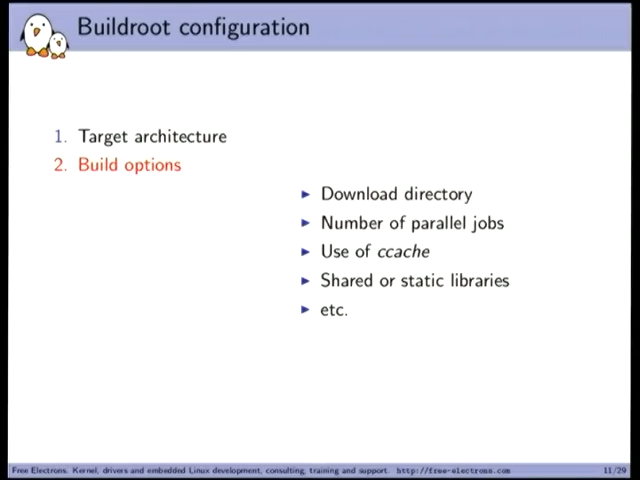 Buildroot configuration
1. Target architecture
2. Build options
▶ Download directory
▶ Number of parallel jobs
▶ Use of ccache
▶ Shared or static libraries
▶ etc.
Free Electrons. Kernel, drivers and embedded Linux development, consulting, training and support. http://free-electrons.com 11/29